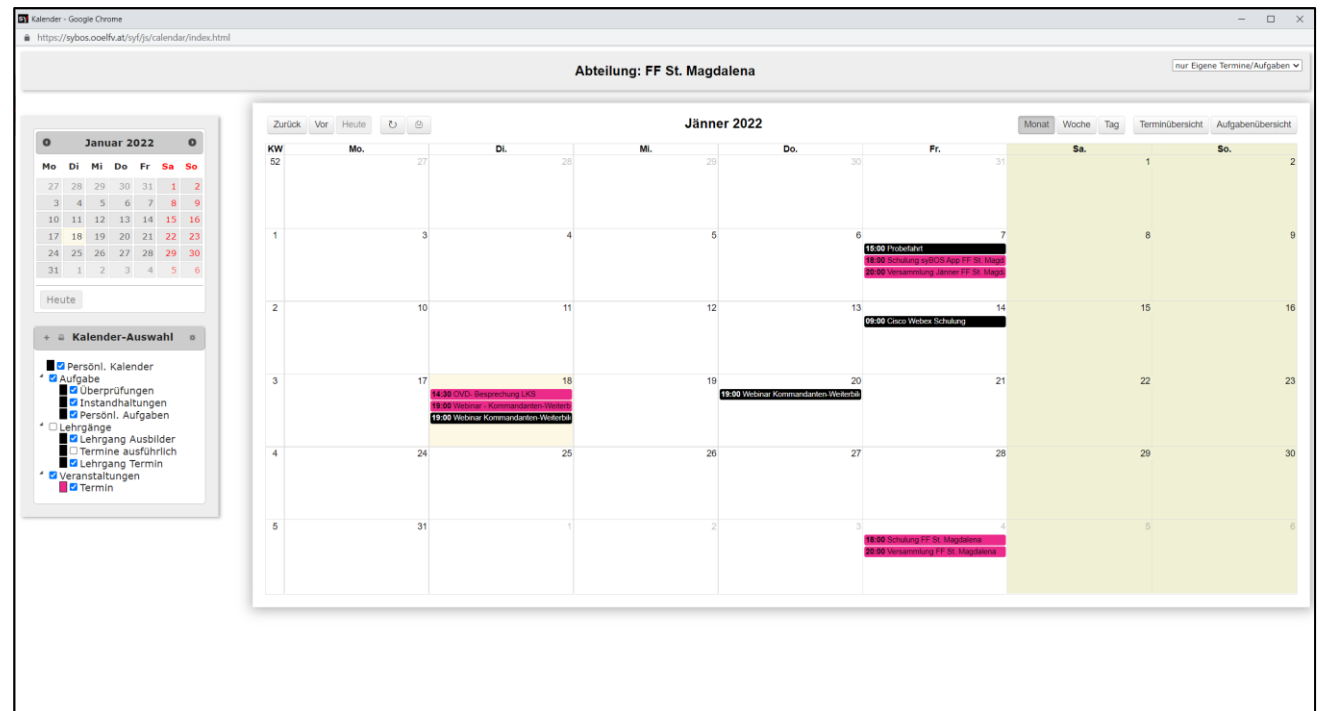 SY Kalender - Google Chrome
https://sybos.ooelfv.at/syf/js/calendar/index.html
Abteilung: FF St. Magdalena
nur Eigene Termine/Aufgaben
Januar 2022
Mo Di Mi Do Fr Sa So
27 28 29 30 31 1 2
3 4 5 6 7 8 9
10 11 12 13 14 15 16
17 18 19 20 21 22 23
24 25 26 27 28 29 30
31 1 2 3 4 5 6
Heute
+ Kalender-Auswahl
Persönl. Kalender
Aufgabe
Überprüfungen
Instandhaltungen
Persönl. Aufgaben
Lehrgänge
Lehrgang Ausbilder
Termine ausführlich
Lehrgang Termin
Veranstaltungen
Termin
Zurück Vor Heute
Jänner 2022
Monat Woche Tag Terminübersicht Aufgabenübersicht
KW Mo. Di. Mi. Do. Fr. Sa. So.
52 27 28 29 30 31 1 2
1 3 4 5 6 7 8 9
15:00 Probefahrt
18:00 Schulung syBOS App FF St. Magd
20:00 Versammlung Jänner FF St. Magd
2 10 11 12 13 14 15 16
09:00 Cisco Webex Schulung
3 17 18 19 20 21 22 23
14:30 OVD- Besprechung LKS
19:00 Webinar - Kommandanten-Weiterb
19:00 Webinar Kommandanten-Weiterbil
19:00 Webinar Kommandanten-Weiterbil
4 24 25 26 27 28 29 30
5 31 1 2 3 4 5 6
18:00 Schulung FF St. Magdalena
20:00 Versammlung FF St. Magdalena